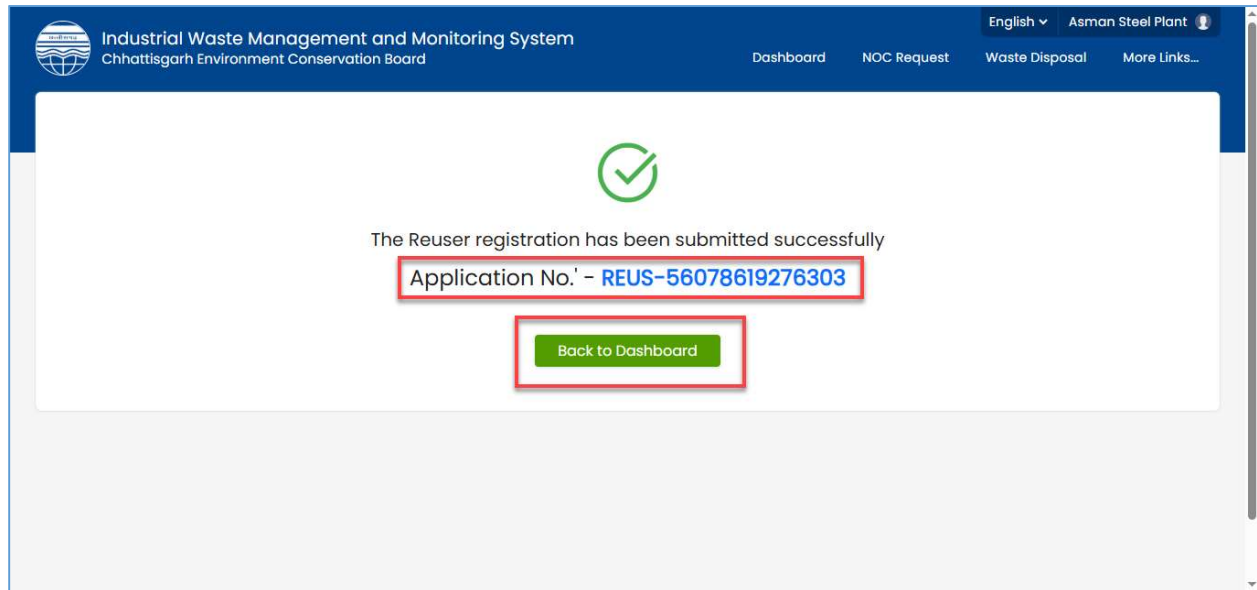 English Asman Steel Plant
Industrial Waste Management and Monitoring System
Chhattisgarh Environment Conservation Board
Dashboard NOC Request Waste Disposal More Links...
The Reuser registration has been submitted successfully
Application No.' - REUS-56078619276303
Back to Dashboard